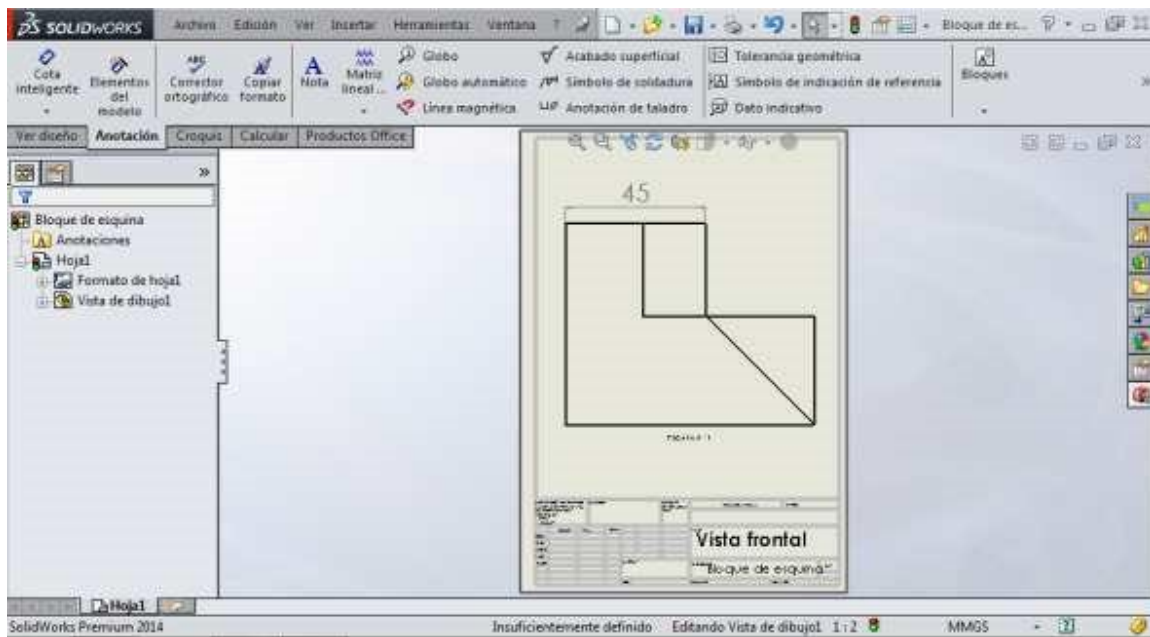 SOLIDWORKS Archivo Edición Ver Insertar Herramientas Ventana ? Bloque de es...
Cota inteligente
Elementos del modelo
Corrector ortográfico
Copiar formato
Nota
Matriz lineal...
Globo
Globo automático
Línea magnética
Acabado superficial
Símbolo de soldadura
Anotación de taladro
Tolerancia geométrica
Símbolo de indicación de referencia
Dato indicativo
Bloques
Ver diseño Anotación Croquis Calcular Productos Office
Bloque de esquina
Anotaciones
Hoja1
Formato de hoja1
Vista de dibujo1
45
Vista frontal
Bloque de esquina
Hoja1
SolidWorks Premium 2014 Insuficientemente definido Editando Vista de dibujo1 1:2 MMGS